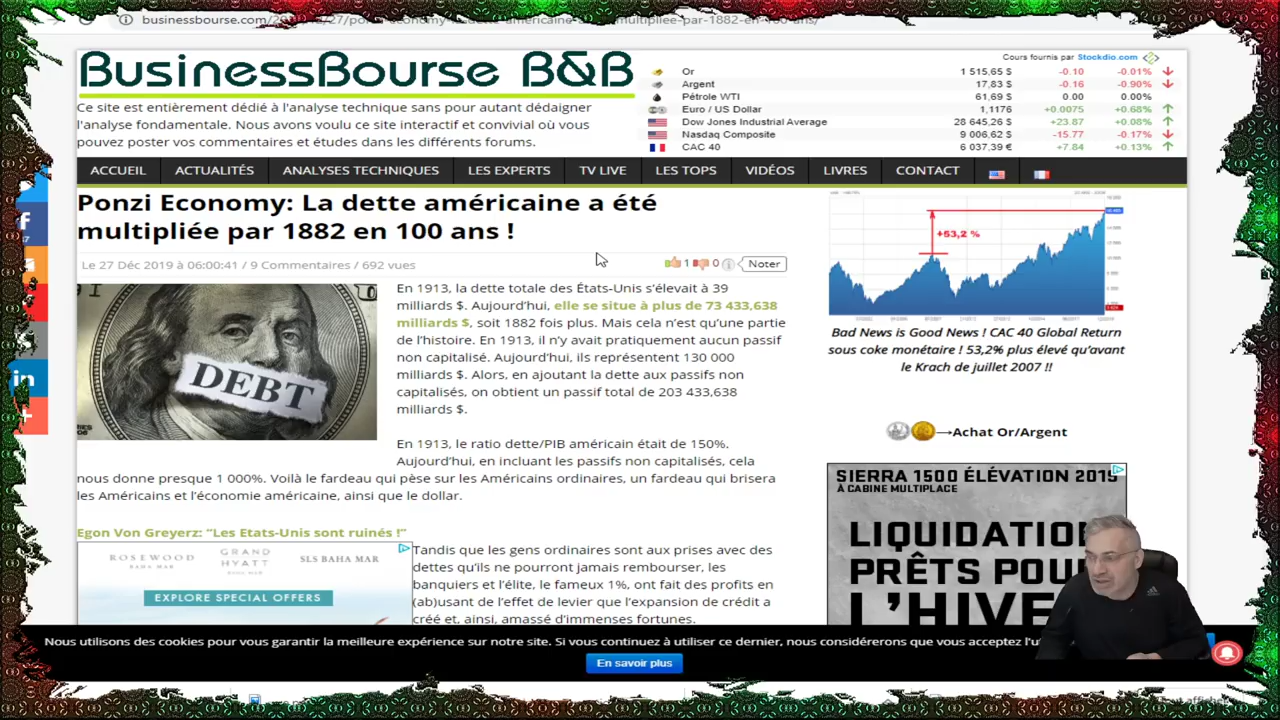 businessbourse.com/
multipliee-par-1882-en-100-ans/
BusinessBourse B&B
Ce site est entièrement dédié à l'analyse technique sans pour autant dédaigner
l'analyse fondamentale. Nous avons voulu ce site interactif et convivial où vous
pouvez poster vos commentaires et études dans les différents forums.
Cours fournis par Stockdio.com
Or 1 515,65 $ -0.10 -0.01%
Argent 17,83 $ -0.16 -0.90%
Pétrole WTI 61,69 $ 0.00 0.00%
Euro / US Dollar 1,1176 +0.0075 +0.68%
Dow Jones Industrial Average 28 645,26 $ +23.87 +0.08%
Nasdaq Composite 9 006,62 $ -15.77 -0.17%
CAC 40 6 037,39 € +7.84 +0.13%
ACCUEIL ACTUALITÉS ANALYSES TECHNIQUES LES EXPERTS TV LIVE LES TOPS VIDÉOS LIVRES CONTACT
Ponzi Economy: La dette américaine a été
multipliée par 1882 en 100 ans !
Le 27 Déc 2019 à 06:00:41 / 9 Commentaires / 692 vues
1 0 Noter
DEBT
En 1913, la dette totale des États-Unis s'élevait à 39
milliards $. Aujourd'hui, elle se situe à plus de 73 433,638
milliards $, soit 1882 fois plus. Mais cela n'est qu'une partie
de l'histoire. En 1913, il n'y avait pratiquement aucun passif
non capitalisé. Aujourd'hui, ils représentent 130 000
milliards $. Alors, en ajoutant la dette aux passifs non
capitalisés, on obtient un passif total de 203 433,638
milliards $.
En 1913, le ratio dette/PIB américain était de 150%.
Aujourd'hui, en incluant les passifs non capitalisés, cela
nous donne presque 1 000%. Voilà le fardeau qui pèse sur les Américains ordinaires, un fardeau qui brisera
les Américains et l'économie américaine, ainsi que le dollar.
Egon Von Greyerz: "Les Etats-Unis sont ruinés !"
ROSEWOOD
BAHA MAR
GRAND
HYATT
SLS BAHA MAR
EXPLORE SPECIAL OFFERS
Tandis que les gens ordinaires sont aux prises avec des
dettes qu'ils ne pourront jamais rembourser, les
banquiers et l'élite, le fameux 1%, ont fait des profits en
(ab)usant de l'effet de levier que l'expansion de crédit a
créé et, ainsi, amassé d'immenses fortunes.
+53,2 %
Bad News is Good News ! CAC 40 Global Return
sous coke monétaire ! 53,2% plus élevé qu'avant
le Krach de juillet 2007 !!
→Achat Or/Argent
SIERRA 1500 ÉLÉVATION 2019
À CABINE MULTIPLACE
LIQUIDATION
PRÊTS POU
L'HIVE
Nous utilisons des cookies pour vous garantir la meilleure expérience sur notre site. Si vous continuez à utiliser ce dernier, nous considérerons que vous acceptez l'ut
En savoir plus